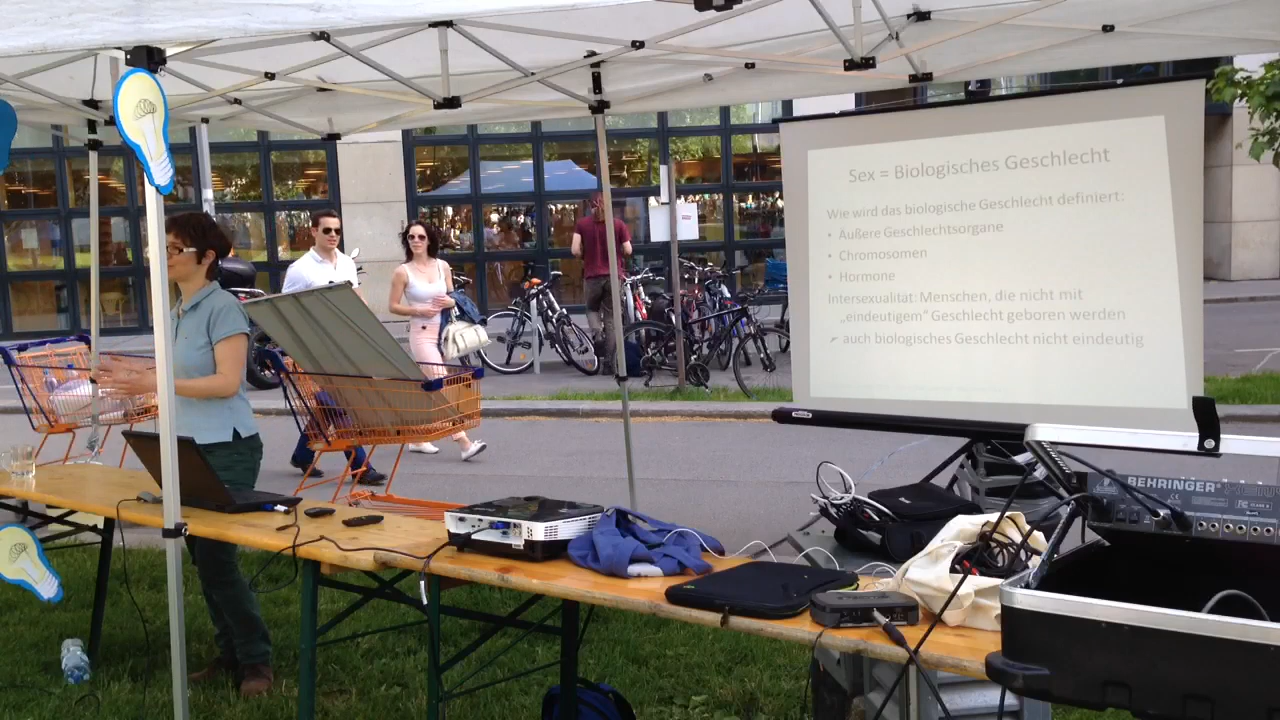 Sex = Biologisches Geschlecht
Wie wird das biologische Geschlecht definiert:
• Äußere Geschlechtsorgane
• Chromosomen
• Hormone
Intersexualität: Menschen, die nicht mit
„eindeutigem" Geschlecht geboren werden
➢ auch biologisches Geschlecht nicht eindeutig
BEHRINGER